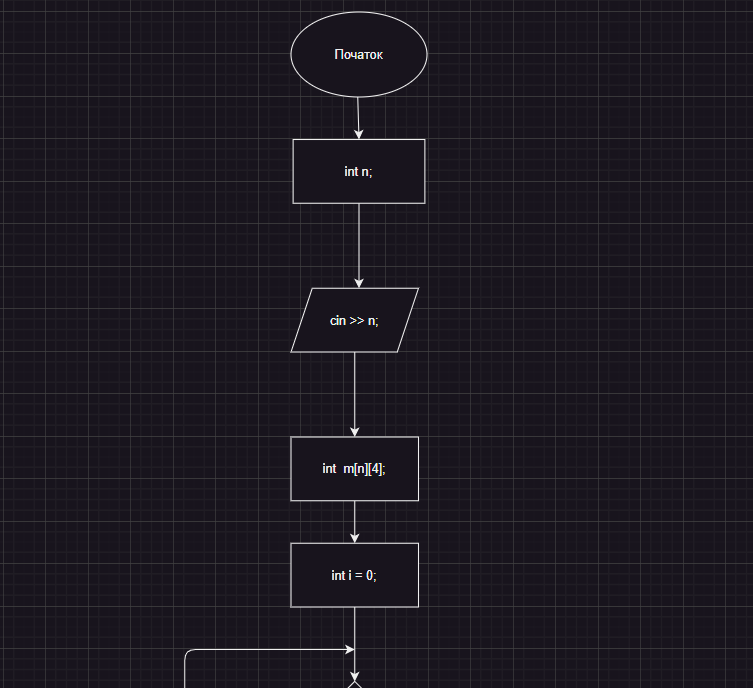 Початок
int n;
cin >> n;
int  m[n][4];
int i = 0;